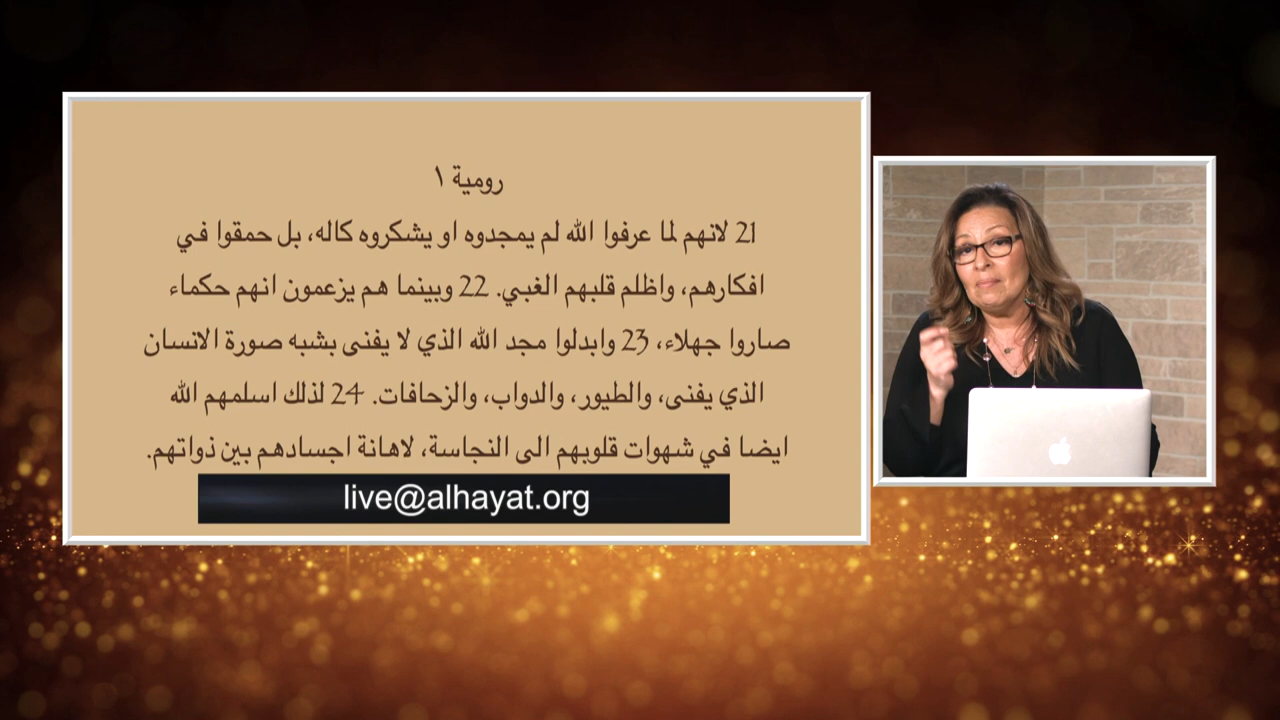 رومية ١
21 لانهم لما عرفوا الله لم يمجدوه او يشكروه كاله، بل حمقوا في
افكارهم، واظلم قلبهم الغبي. 22 وبينما هم يزعمون انهم حكماء
صاروا جهلاء، 23 وابدلوا مجد الله الذي لا يفنى بشبه صورة الانسان
الذي يفنى، والطيور، والدواب، والزحافات. 24 لذلك اسلمهم الله
ايضا في شهوات قلوبهم الى النجاسة، لاهانة اجسادهم بين ذواتهم.
live@alhayat.org